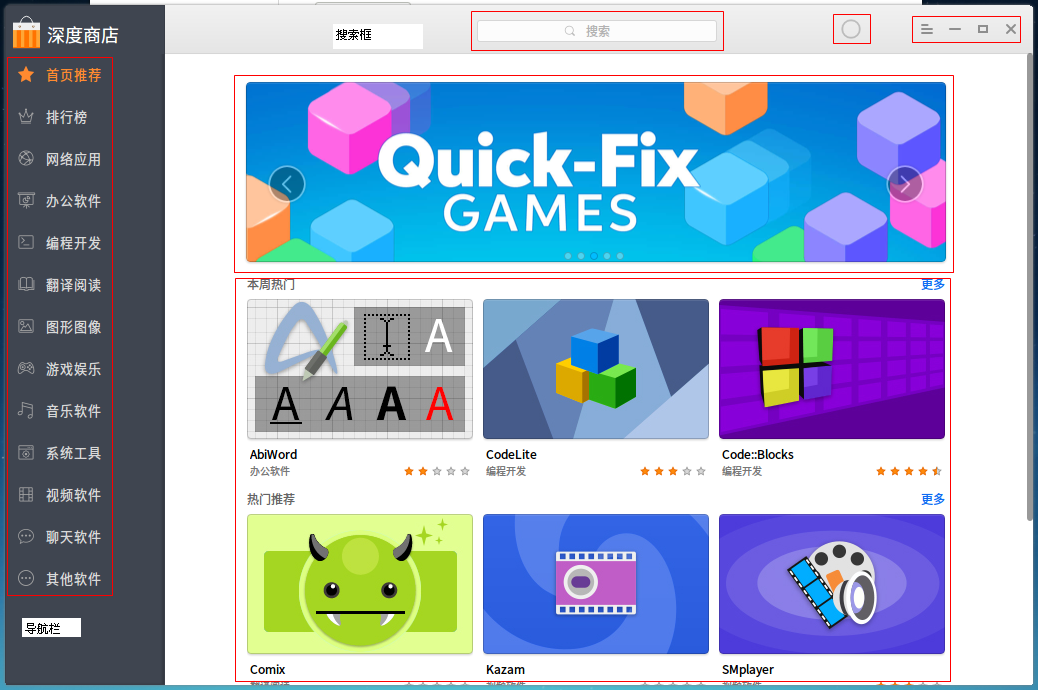 深度商店
搜索框
搜索
首页推荐
排行榜
网络应用
办公软件
编程开发
翻译阅读
图形图像
游戏娱乐
音乐软件
系统工具
视频软件
聊天软件
其他软件
导航栏
Quick-Fix
GAMES
本周热门 更多
A
A A A A
AbiWord CodeLite Code::Blocks
办公软件 编程开发 编程开发
热门推荐 更多
Comix Kazam SMplayer